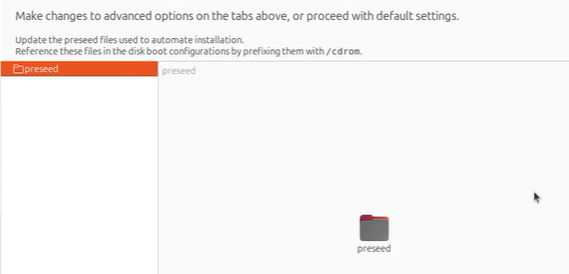 Make changes to advanced options on the tabs above, or proceed with default settings.
Update the preseed files used to automate installation.
Reference these files in the disk boot configurations by prefixing them with /cdrom.
preseed
preseed
preseed